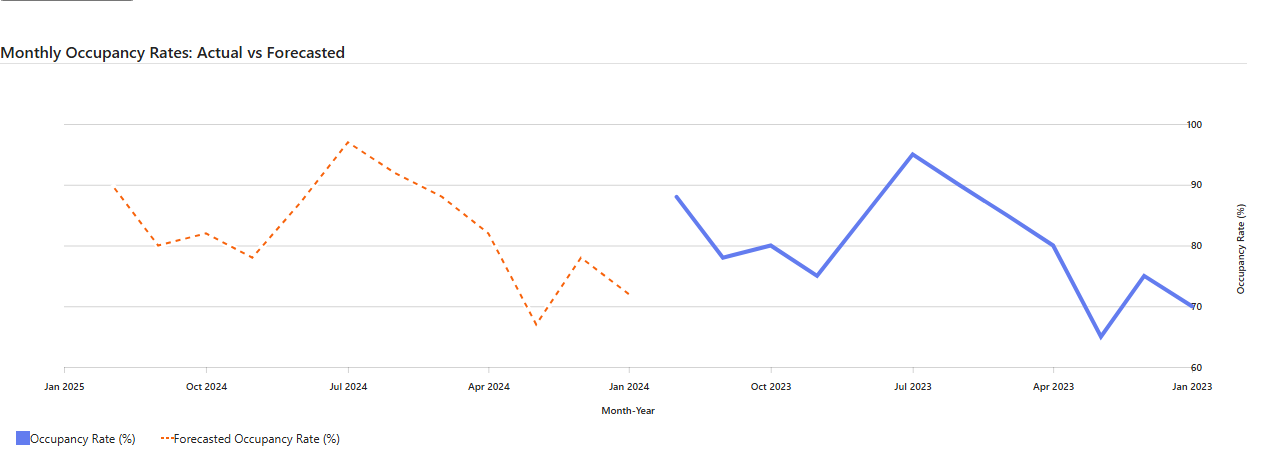 Monthly Occupancy Rates: Actual vs Forecasted
100
90
80
70
60
Occupancy Rate (%)
Jan 2025 Oct 2024 Jul 2024 Apr 2024 Jan 2024 Oct 2023 Jul 2023 Apr 2023 Jan 2023
Month-Year
Occupancy Rate (%) Forecasted Occupancy Rate (%)